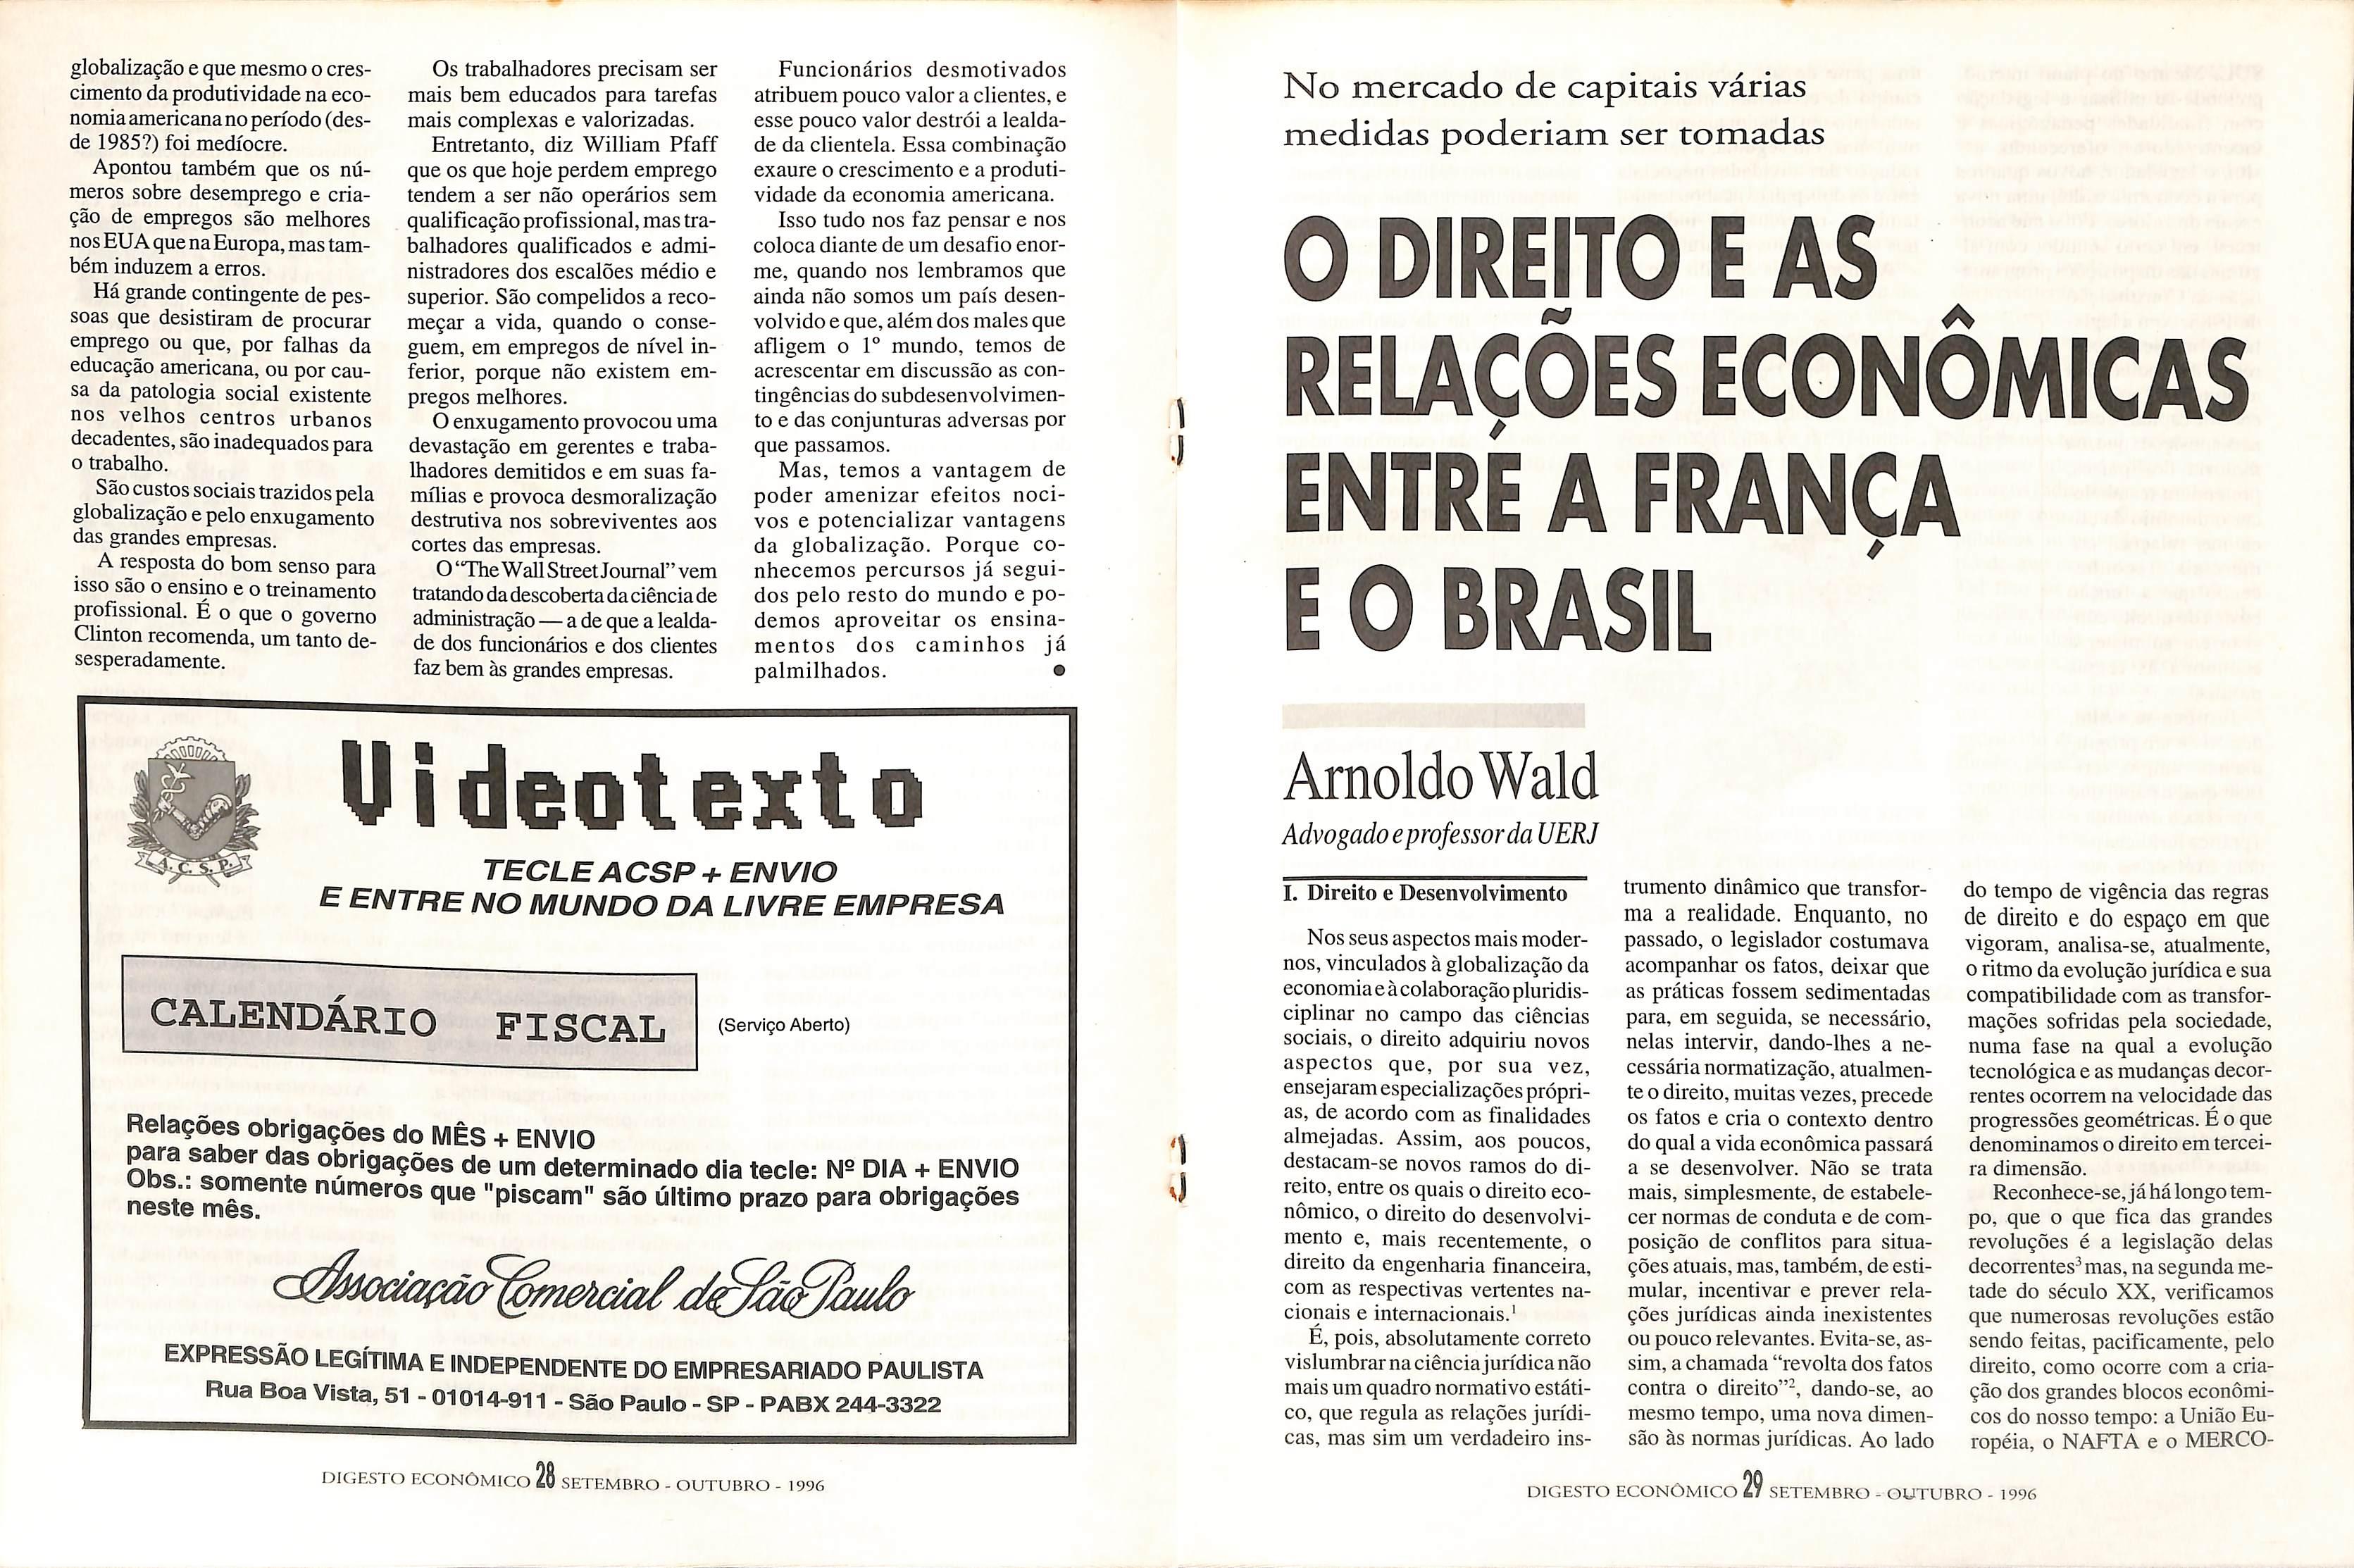 globalização e que mesmo o cres-
cimento da produtividade na eco-
nomia americana no período (des-
de 1985?) foi medíocre.
Apontou também que os nú-
meros sobre desemprego e cria-
ção de empregos são melhores
nos EUA que na Europa, mas tam-
bém induzem a erros.
Há grande contingente de pes-
soas que desistiram de procurar
emprego ou que, por falhas da
educação americana, ou por cau-
sa da patologia social existente
nos velhos centros urbanos
decadentes, são inadequados para
o trabalho.
São custos sociais trazidos pela
globalização e pelo enxugamento
das grandes empresas.
A resposta do bom senso para
isso são o ensino e o treinamento
profissional. É o que o governo
Clinton recomenda, um tanto de-
sesperadamente.
Os trabalhadores precisam ser
mais bem educados para tarefas
mais complexas e valorizadas.
Entretanto, diz William Pfaff
que os que hoje perdem emprego
tendem a ser não operários sem
qualificação profissional, mas tra-
balhadores qualificados e admi-
nistradores dos escalões médio e
superior. São compelidos a reco-
meçar a vida, quando o conse-
guem, em empregos de nível in-
ferior, porque não existem em-
pregos melhores.
O enxugamento provocou uma
devastação em gerentes e traba-
lhadores demitidos e em suas fa-
mílias e provoca desmoralização
destrutiva nos sobreviventes aos
cortes das empresas.
O "The Wall Street Journal" vem
tratando da descoberta da ciência de
administração — a de que a lealda-
de dos funcionários e dos clientes
faz bem às grandes empresas.
Funcionários desmotivados
atribuem pouco valor a clientes, e
esse pouco valor destrói a lealda-
de da clientela. Essa combinação
exaure o crescimento e a produti-
vidade da economia americana.
Isso tudo nos faz pensar e nos
coloca diante de um desafio enor-
me, quando nos lembramos que
ainda não somos um país desen-
volvido e que, além dos males que
afligem o 1º mundo, temos de
acrescentar em discussão as con-
tingências do subdesenvolvimen-
to e das conjunturas adversas por
que passamos.
Mas, temos a vantagem de
poder amenizar efeitos noci-
vos e potencializar vantagens
da globalização. Porque co-
nhecemos percursos já segui-
dos pelo resto do mundo e po-
demos aproveitar os ensina-
mentos dos caminhos já
palmilhados. ●
A.C.S.P.
Videotexto
TECLE ACSP + ENVIO
E ENTRE NO MUNDO DA LIVRE EMPRESA
CALENDÁRIO FISCAL
(Serviço Aberto)
Relações obrigações do MÊS + ENVIO
para saber das obrigações de um determinado dia tecle: Nº DIA + ENVIO
Obs.: somente números que "piscam" são último prazo para obrigações
neste mês.
Associação Comercial de São Paulo
EXPRESSÃO LEGÍTIMA E INDEPENDENTE DO EMPRESARIADO PAULISTA
Rua Boa Vista, 51 - 01014-911 - São Paulo - SP - PABX 244-3322
DIGESTO ECONÔMICO 28 SETEMBRO - OUTUBRO - 1996
No mercado de capitais várias
medidas poderiam ser tomadas
O DIREITO E AS
RELAÇÕES ECONÔMICAS
ENTRE A FRANÇA
E O BRASIL
Arnoldo Wald
Advogado e professor da UERJ
I. Direito e Desenvolvimento
Nos seus aspectos mais moder-
nos, vinculados à globalização da
economia e à colaboração pluridis-
ciplinar no campo das ciências
sociais, o direito adquiriu novos
aspectos que, por sua vez,
ensejaram especializações própri-
as, de acordo com as finalidades
almejadas. Assim, aos poucos,
destacam-se novos ramos do di-
reito, entre os quais o direito eco-
nômico, o direito do desenvolvi-
mento e, mais recentemente, o
direito da engenharia financeira,
com as respectivas vertentes na-
cionais e internacionais.¹
É, pois, absolutamente correto
vislumbrar na ciência jurídica não
mais um quadro normativo estáti-
co, que regula as relações jurídi-
cas, mas sim um verdadeiro ins-
trumento dinâmico que transfor-
ma a realidade. Enquanto, no
passado, o legislador costumava
acompanhar os fatos, deixar que
as práticas fossem sedimentadas
para, em seguida, se necessário,
nelas intervir, dando-lhes a ne-
cessária normatização, atualmen-
te o direito, muitas vezes, precede
os fatos e cria o contexto dentro
do qual a vida econômica passará
a se desenvolver. Não se trata
mais, simplesmente, de estabele-
cer normas de conduta e de com-
posição de conflitos para situa-
ções atuais, mas, também, de esti-
mular, incentivar e prever rela-
ções jurídicas ainda inexistentes
ou pouco relevantes. Evita-se, as-
sim, a chamada “revolta dos fatos
contra o direito”², dando-se, ao
mesmo tempo, uma nova dimen-
são às normas jurídicas. Ao lado
do tempo de vigência das regras
de direito e do espaço em que
vigoram, analisa-se, atualmente,
o ritmo da evolução jurídica e sua
compatibilidade com as transfor-
mações sofridas pela sociedade,
numa fase na qual a evolução
tecnológica e as mudanças decor-
rentes ocorrem na velocidade das
progressões geométricas. É o que
denominamos o direito em tercei-
ra dimensão.
Reconhece-se, já há longo tem-
po, que o que fica das grandes
revoluções é a legislação delas
decorrentes³ mas, na segunda me-
tade do século XX, verificamos
que numerosas revoluções estão
sendo feitas, pacificamente, pelo
direito, como ocorre com a cria-
ção dos grandes blocos econômi-
cos do nosso tempo: a União Eu-
ropéia, o NAFTA e o MERCO-
DIGESTO ECONÔMICO 29 SETEMBRO - OUTUBRO - 1996